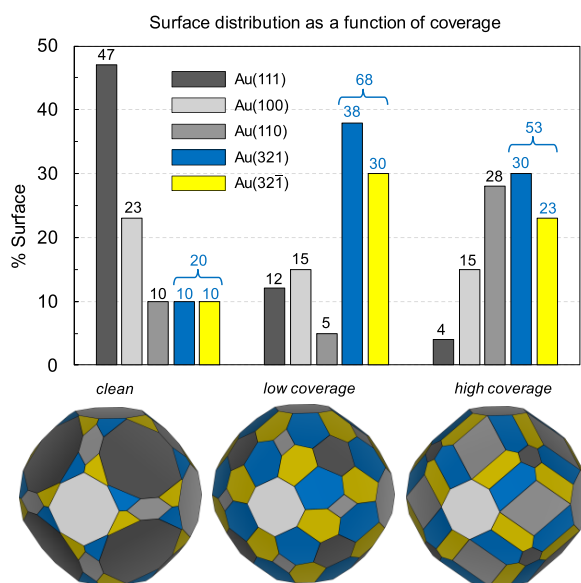 Surface distribution as a function of coverage
% Surface
50
40
30
20
10
0
Au(111)
Au(100)
Au(110)
Au(321)
Au(321̅)
47
23
10
10
10
20
12
15
5
38
30
68
4
15
28
30
23
53
clean
low coverage
high coverage